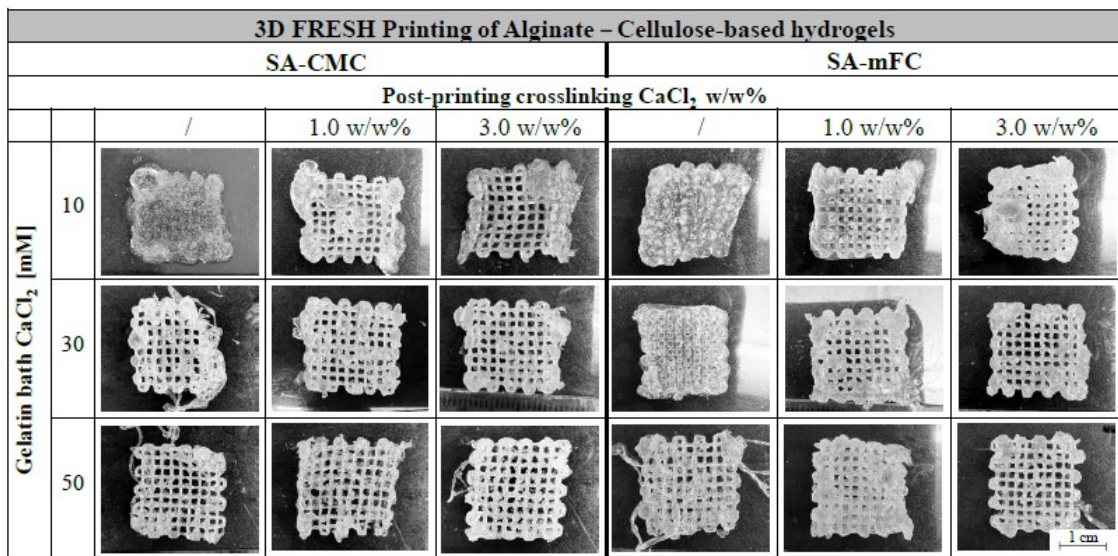 3D FRESH Printing of Alginate – Cellulose-based hydrogels
SA-CMC SA-mFC
Post-printing crosslinking CaCl₂ w/w%
/ 1.0 w/w% 3.0 w/w% / 1.0 w/w% 3.0 w/w%
Gelatin bath CaCl₂ [mM]
10
30
50
1 cm